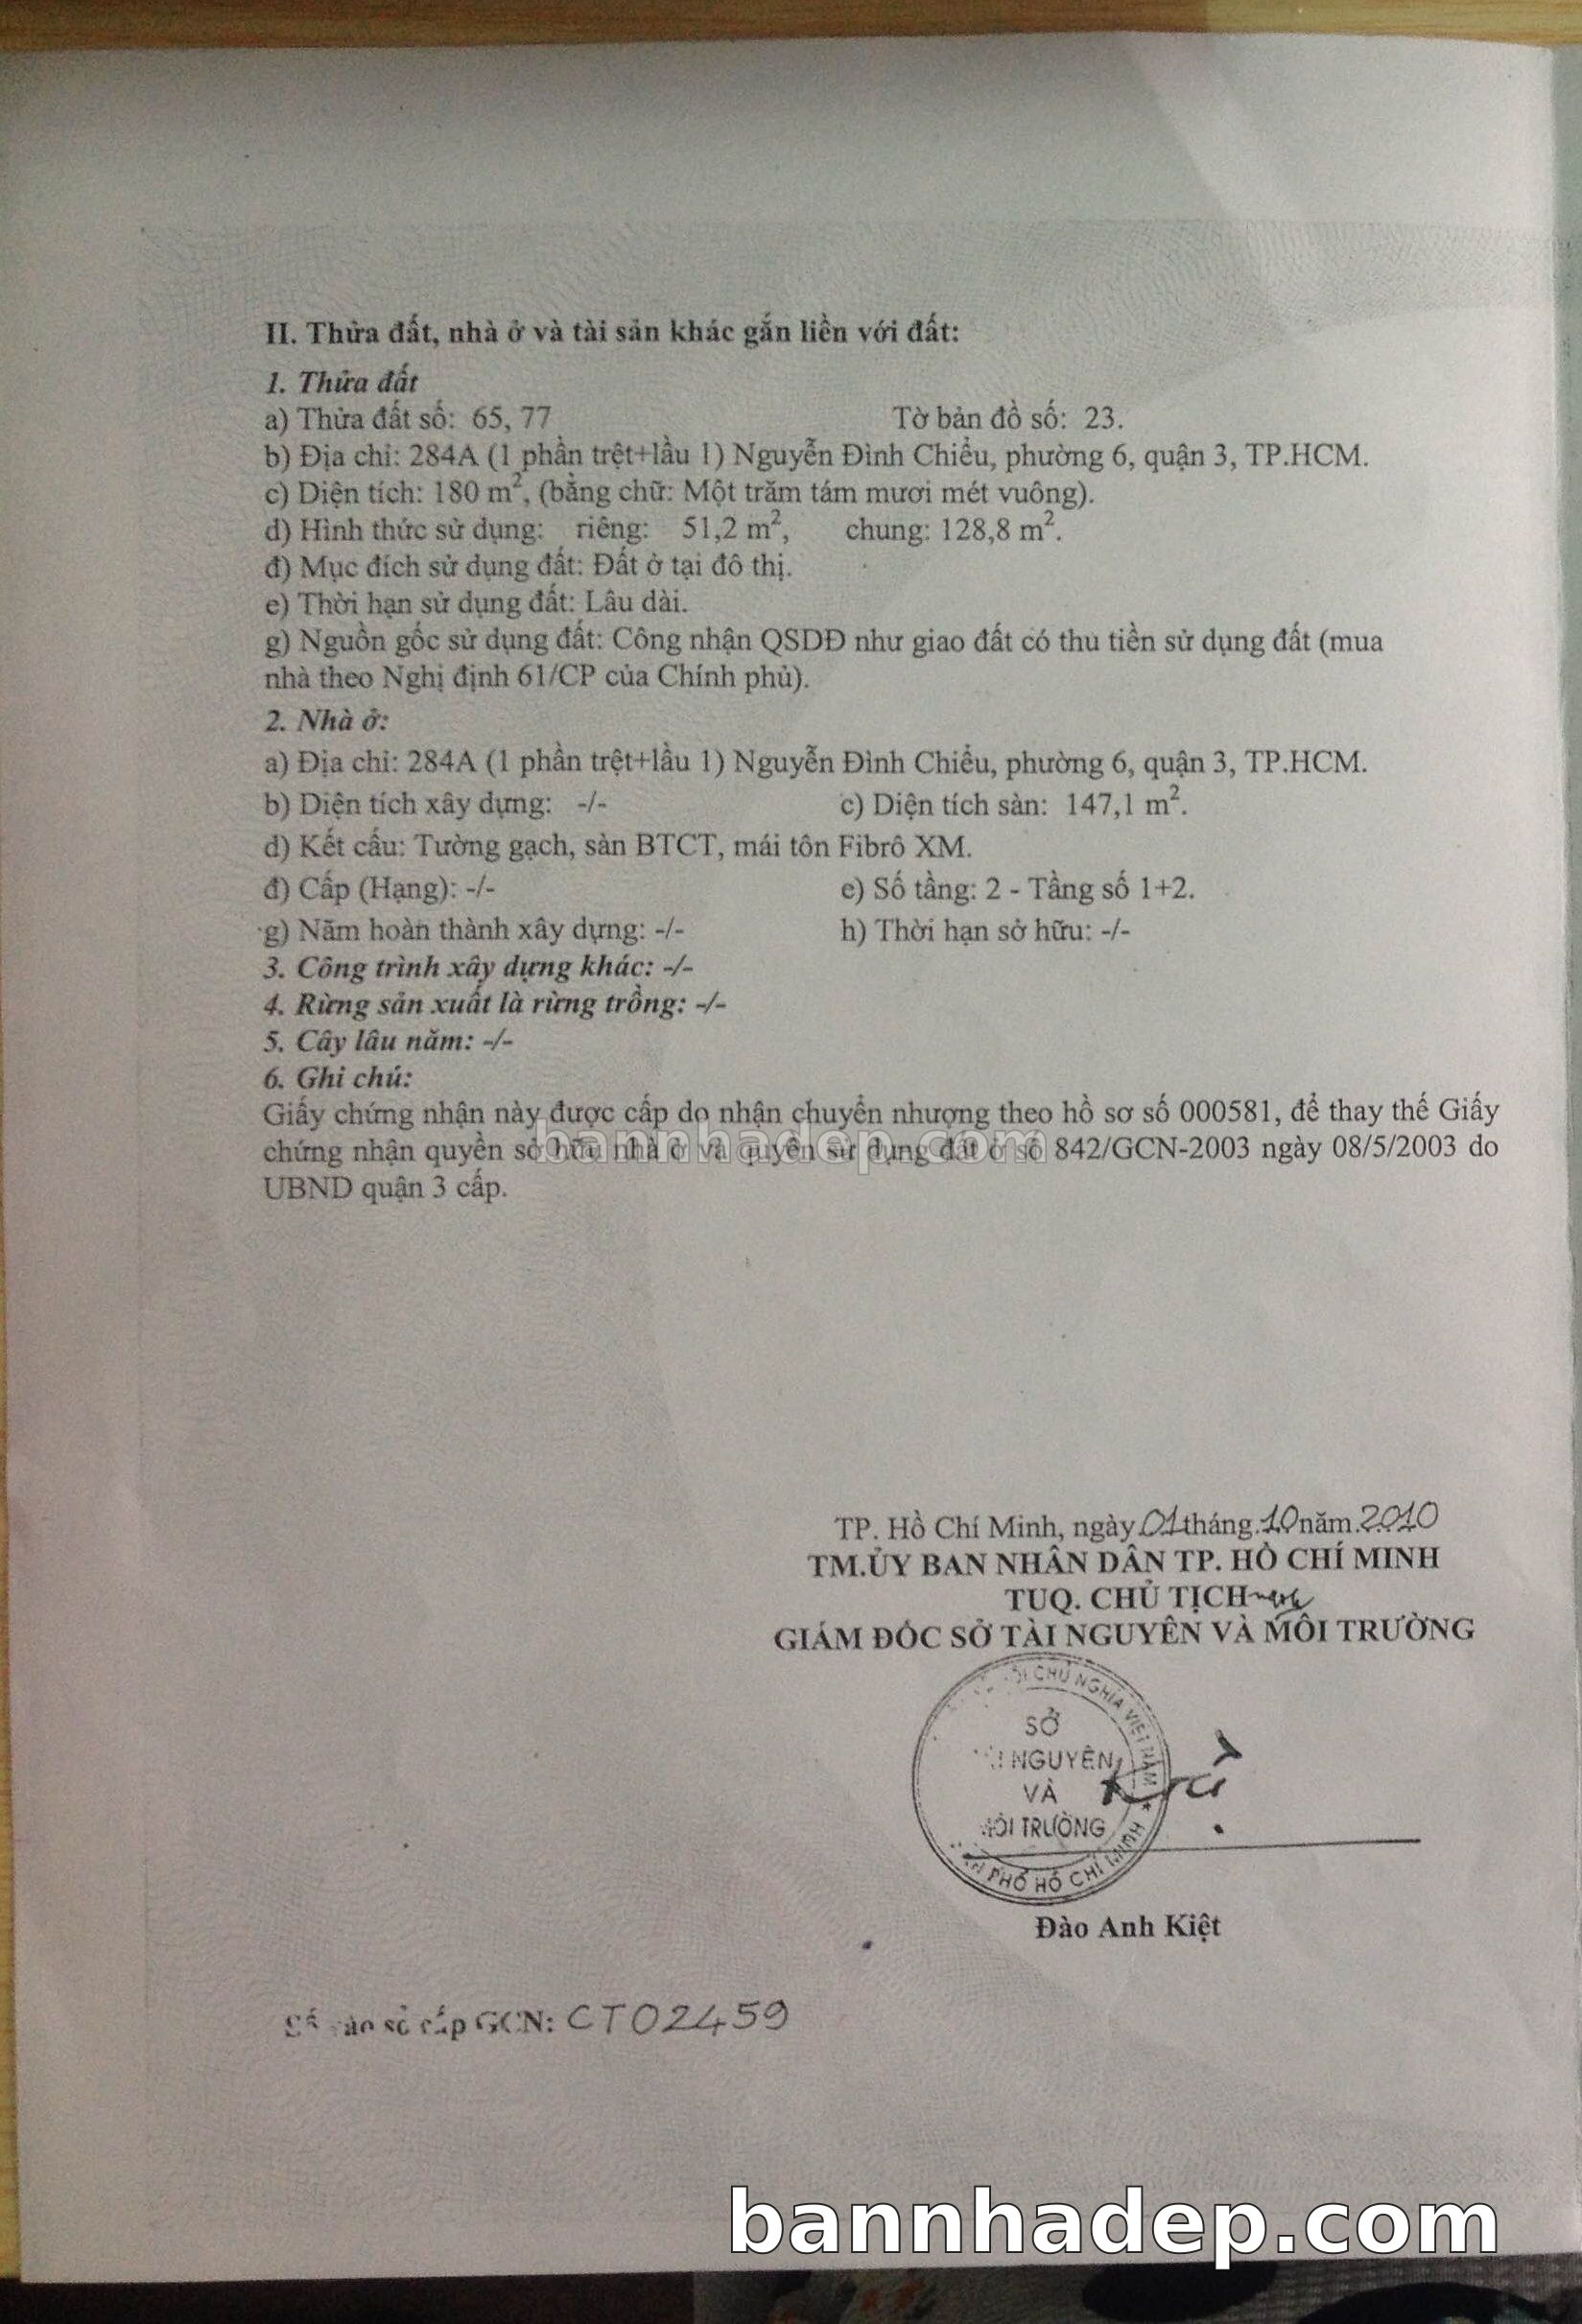 II. Thửa đất, nhà ở và tài sản khác gắn liền với đất:
1. Thửa đất
a) Thửa đất số: 65, 77 Tờ bản đồ số: 23.
b) Địa chỉ: 284A (1 phần trệt+lầu 1) Nguyễn Đình Chiểu, phường 6, quận 3, TP.HCM.
c) Diện tích: 180 m², (bằng chữ: Một trăm tám mươi mét vuông).
d) Hình thức sử dụng: riêng: 51,2 m², chung: 128,8 m².
đ) Mục đích sử dụng đất: Đất ở tại đô thị.
e) Thời hạn sử dụng đất: Lâu dài.
g) Nguồn gốc sử dụng đất: Công nhận QSDĐ như giao đất có thu tiền sử dụng đất (mua
nhà theo Nghị định 61/CP của Chính phủ).
2. Nhà ở:
a) Địa chỉ: 284A (1 phần trệt+lầu 1) Nguyễn Đình Chiểu, phường 6, quận 3, TP.HCM.
b) Diện tích xây dựng: -/- c) Diện tích sàn: 147,1 m².
d) Kết cấu: Tường gạch, sàn BTCT, mái tôn Fibrô XM.
đ) Cấp (Hạng): -/- e) Số tầng: 2 - Tầng số 1+2.
g) Năm hoàn thành xây dựng: -/- h) Thời hạn sở hữu: -/-
3. Công trình xây dựng khác: -/-
4. Rừng sản xuất là rừng trồng: -/-
5. Cây lâu năm: -/-
6. Ghi chú:
Giấy chứng nhận này được cấp do nhận chuyển nhượng theo hồ sơ số 000581, để thay thế Giấy
chứng nhận quyền sở hữu nhà ở và quyền sử dụng đất ở số 842/GCN-2003 ngày 08/5/2003 do
bannhadep.com
UBND quận 3 cấp.
TP. Hồ Chí Minh, ngày 01 tháng 10 năm 2010
TM.ỦY BAN NHÂN DÂN TP. HỒ CHÍ MINH
TUQ. CHỦ TỊCH
GIÁM ĐỐC SỞ TÀI NGUYÊN VÀ MÔI TRƯỜNG
CHỦ NGHĨA VIỆT NAM
SỞ
NGUYÊN
VÀ
TRƯỜNG
PHỐ HỒ CHÍ MINH
Đào Anh Kiệt
Số vào sổ cấp GCN: CT02459
bannhadep.com